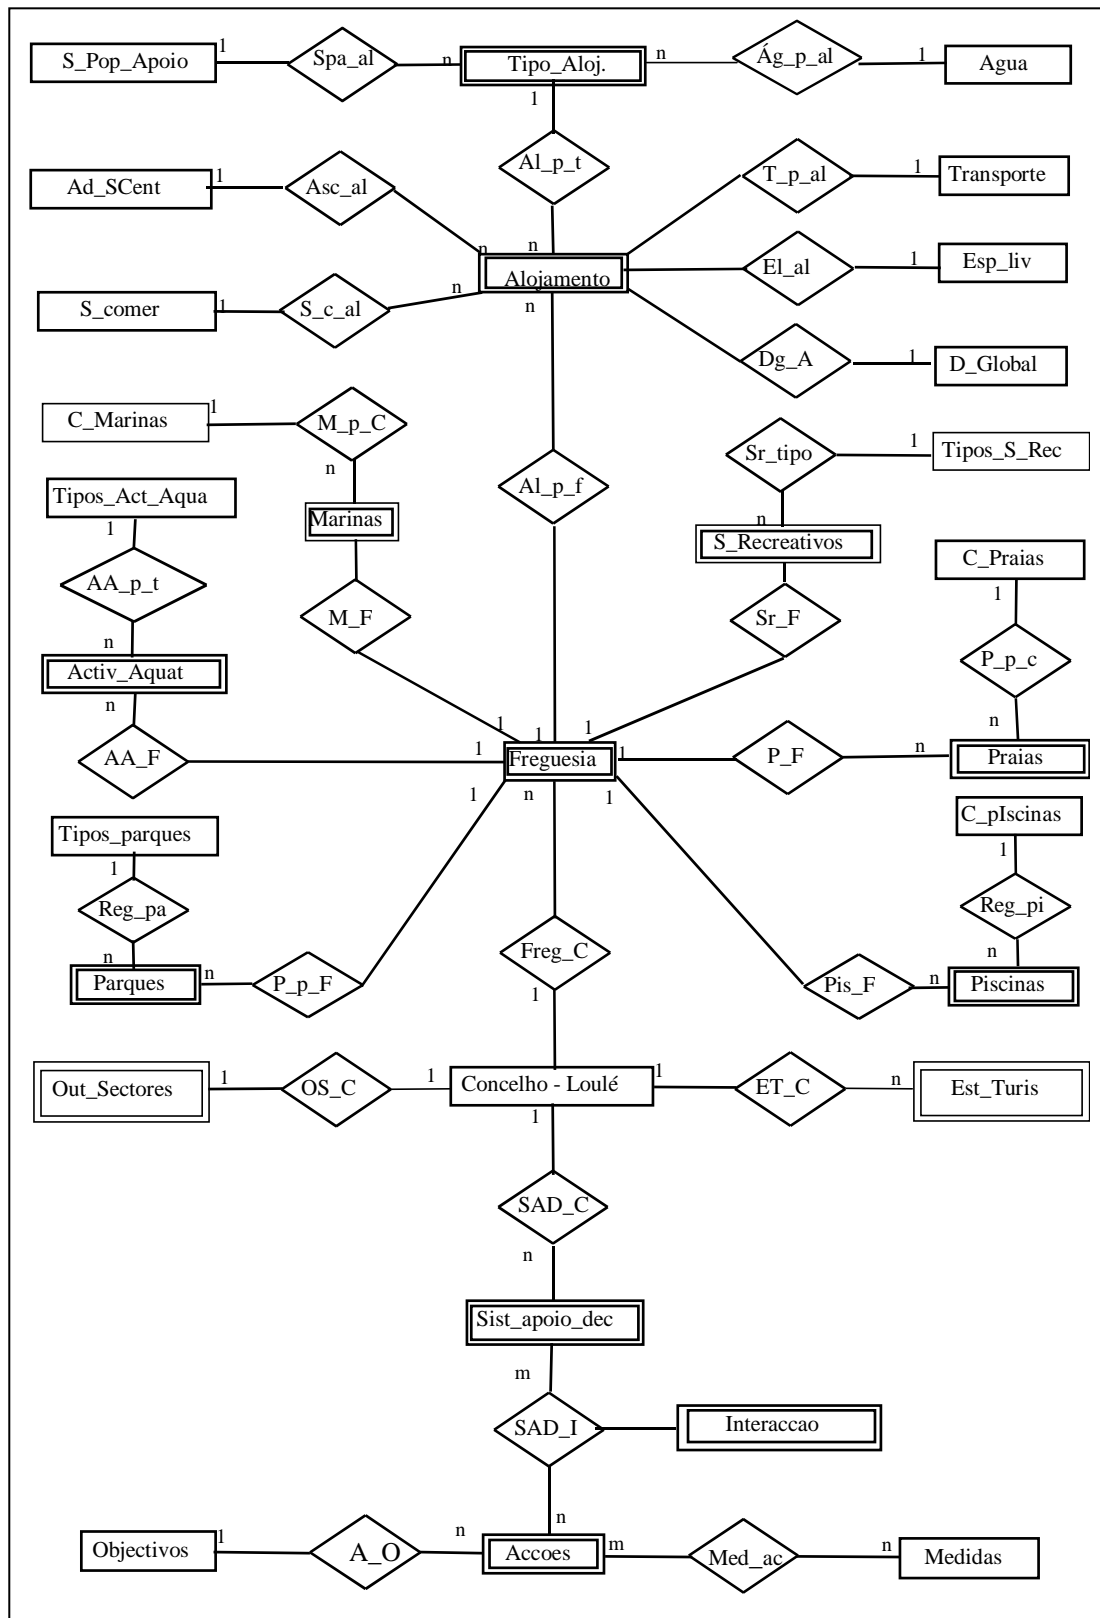 S_Pop_Apoio 1 Spa_al n Tipo_Aloj. n Ág_p_al 1 Agua
1
Al_p_t
Ad_SCent 1 Asc_al T_p_al 1 Transporte
n n
Alojamento El_al 1 Esp_liv
S_comer 1 S_c_al n n
Dg_A 1 D_Global
C_Marinas 1 M_p_C
n
Sr_tipo 1 Tipos_S_Rec
n
Al_p_f
Tipos_Act_Aqua
1
Marinas
S_Recreativos
AA_p_t
n
C_Praias
1
M_F
Sr_F
Activ_Aquat
n
P_p_c
n
AA_F 1 1 1 1
Freguesia 1 P_F n Praias
1 n 1
Tipos_parques
1
C_pIscinas
1
Reg_pa
n
Reg_pi
n
Freg_C
1
Parques n P_p_F
Pis_F n Piscinas
Out_Sectores 1 OS_C 1 Concelho - Loulé 1 ET_C n Est_Turis
1
SAD_C
n
Sist_apoio_dec
m
SAD_I Interaccao
n
Objectivos 1 A_O n Accoes m Med_ac n Medidas